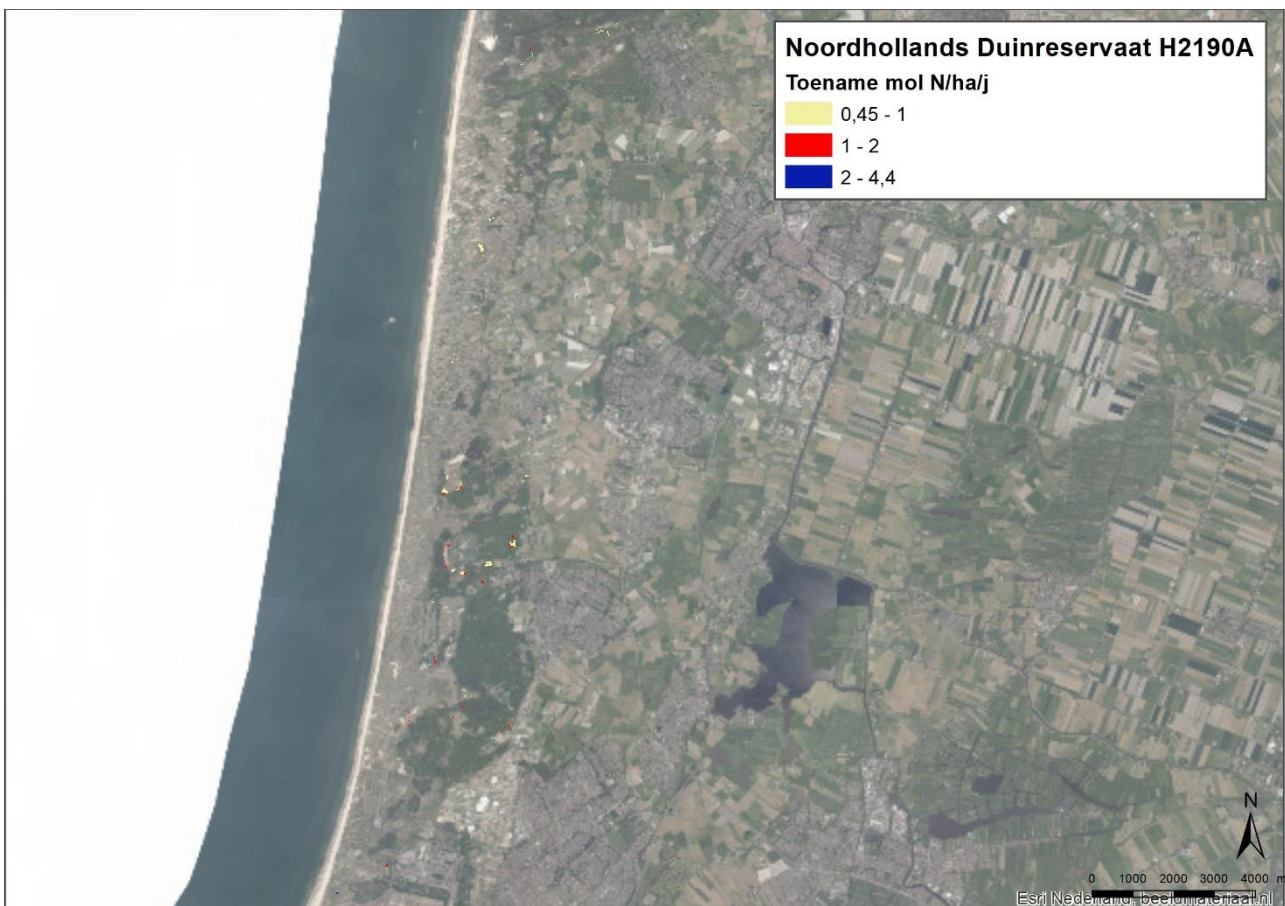 Noordhollands Duinreservaat H2190A
Toename mol N/ha/j
0,45 - 1
1 - 2
2 - 4,4
N
0 1000 2000 3000 4000 m
Esri Nederland, beeldmateriaal.nl